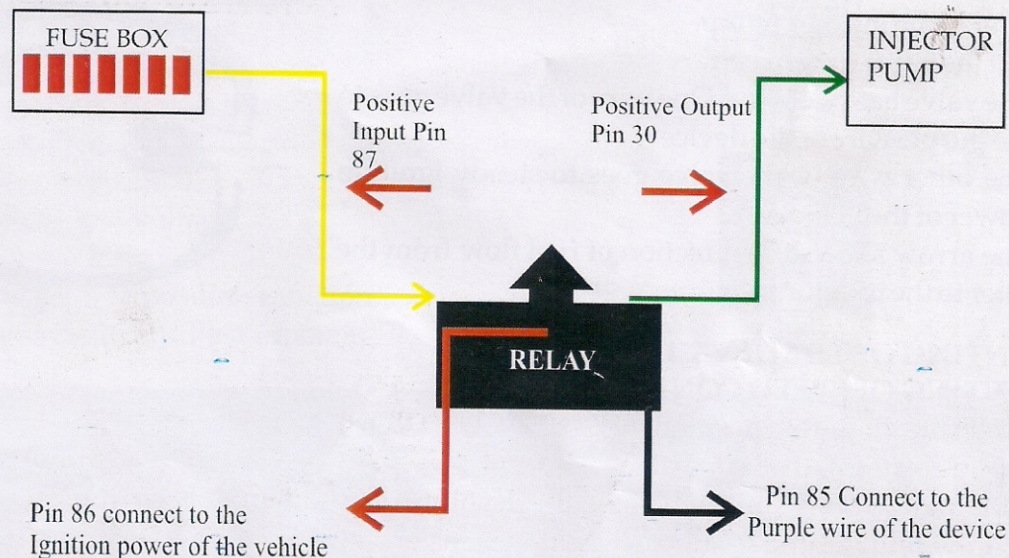 FUSE BOX
INJECTOR
PUMP
Positive
Input Pin
87
Positive Output
Pin 30
RELAY
Pin 86 connect to the
Ignition power of the vehicle
Pin 85 Connect to the
Purple wire of the device